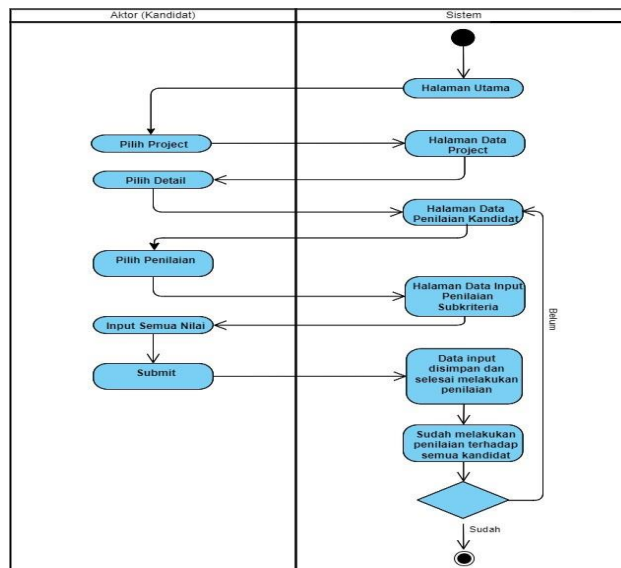 Aktor (Kandidat)
Sistem
Halaman Utama
Pilih Project
Halaman Data
Project
Pilih Detail
Halaman Data
Penilaian Kandidat
Pilih Penilaian
Halaman Data Input
Penilaian
Subkriteria
Input Semua Nilai
Submit
Data input
disimpan dan
selesai melakukan
penilaian
Sudah melakukan
penilaian terhadap
semua kandidat
Belum
Sudah